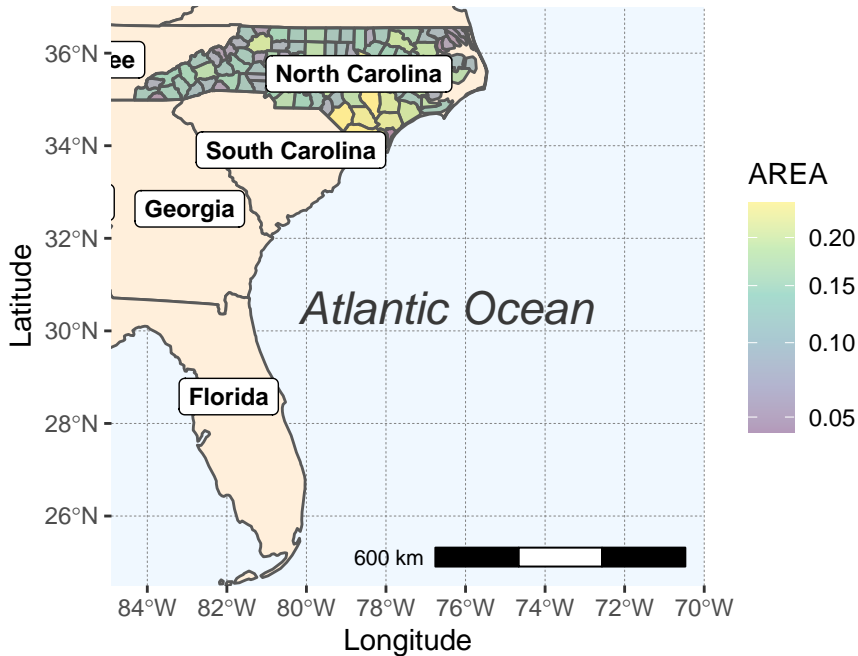 36°N
34°N
32°N
30°N
28°N
26°N
Latitude
ee
North Carolina
South Carolina
Georgia
Atlantic Ocean
Florida
600 km
84°W
82°W
80°W
78°W
76°W
74°W
72°W
70°W
Longitude
AREA
0.20
0.15
0.10
0.05